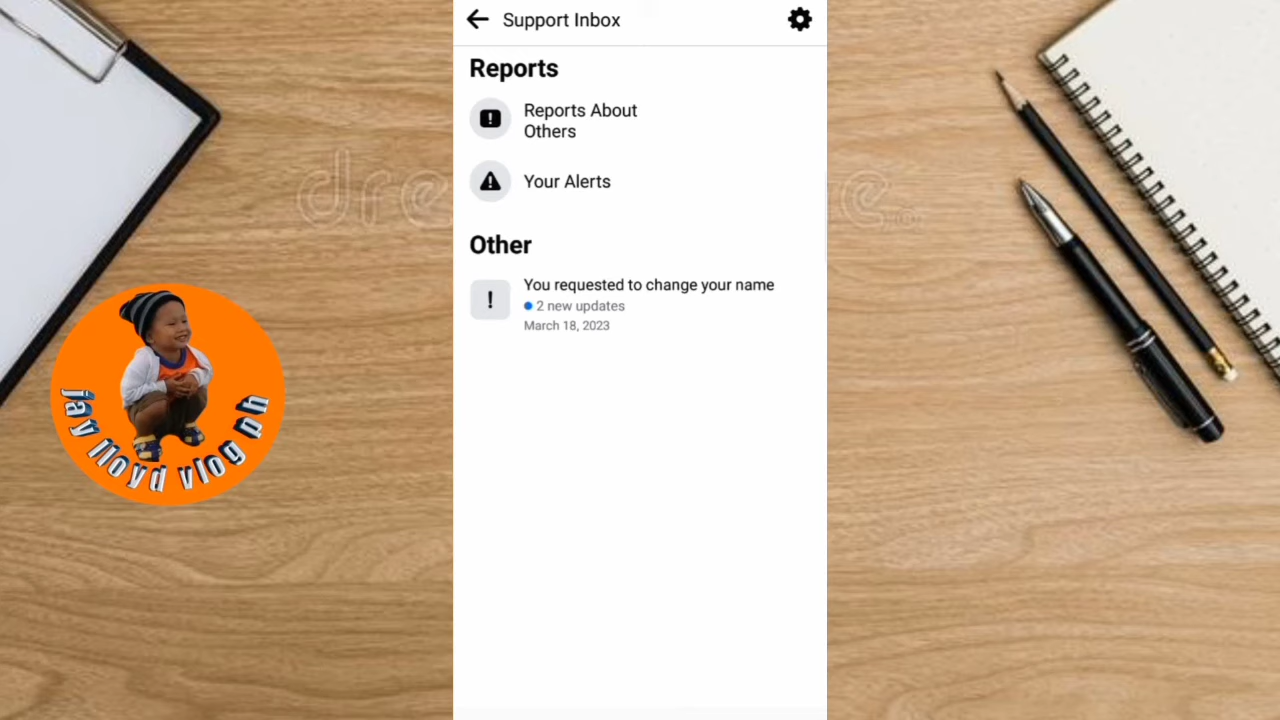 Support Inbox
Reports
Reports About
Others
Your Alerts
Other
You requested to change your name
2 new updates
March 18, 2023
jay lloyd vlog ph
dre